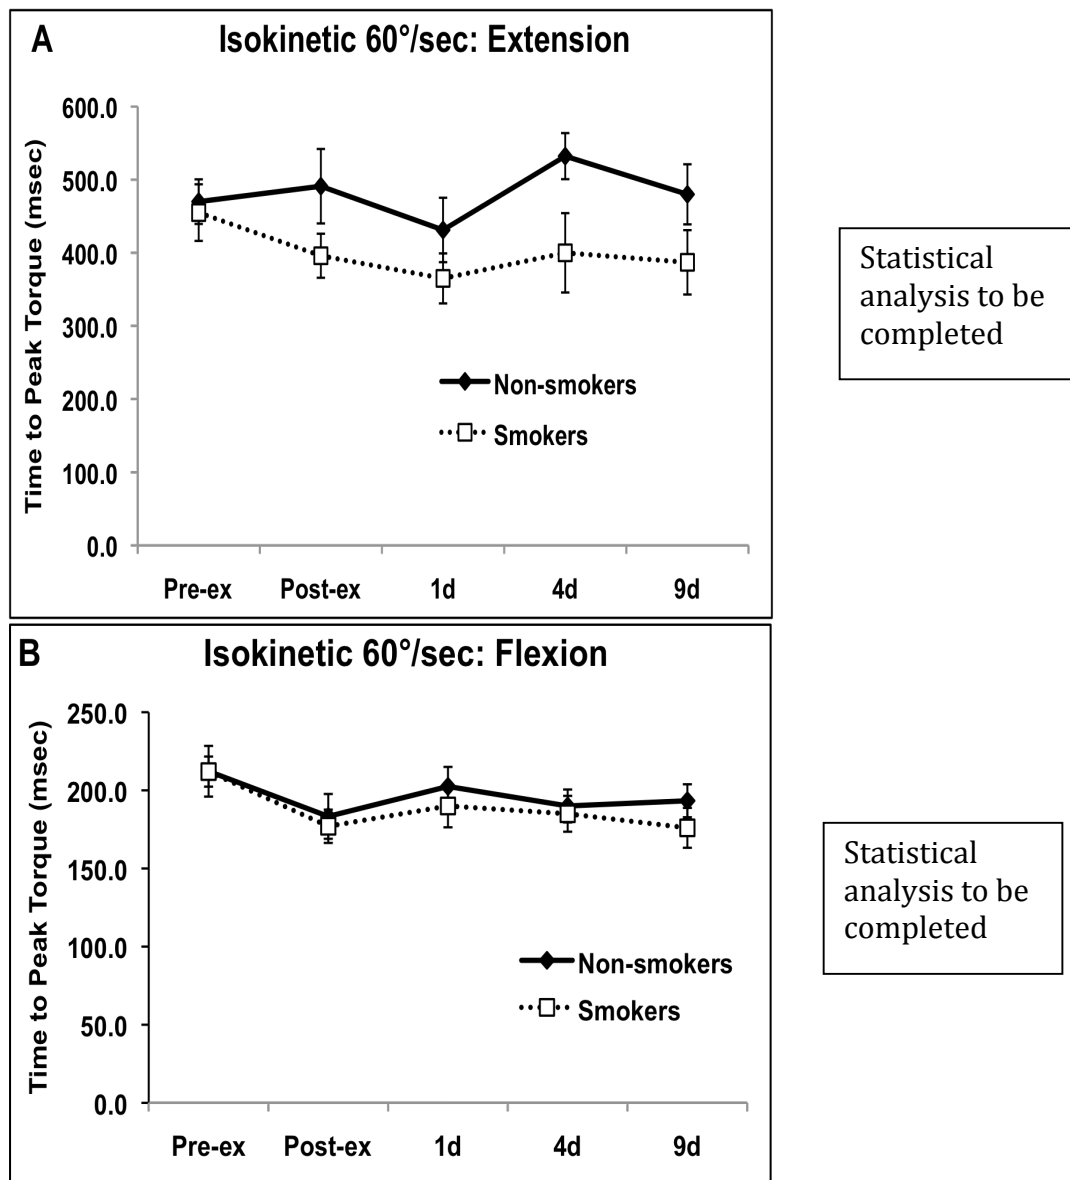 A
Isokinetic 60°/sec: Extension
Time to Peak Torque (msec)
600.0
500.0
400.0
300.0
200.0
100.0
0.0
Non-smokers
Smokers
Pre-ex Post-ex 1d 4d 9d
Statistical
analysis to be
completed
B
Isokinetic 60°/sec: Flexion
Time to Peak Torque (msec)
250.0
200.0
150.0
100.0
50.0
0.0
Non-smokers
Smokers
Pre-ex Post-ex 1d 4d 9d
Statistical
analysis to be
completed